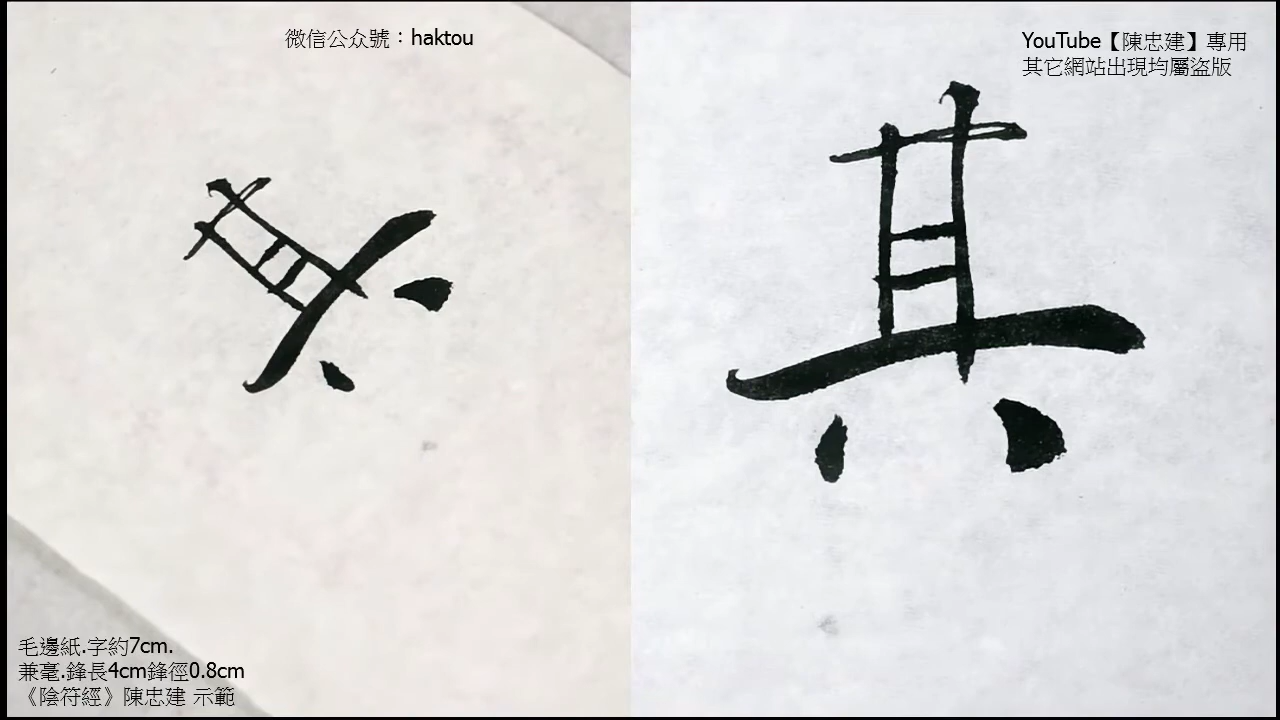 微信公众號：haktou
YouTube【陳忠建】專用
其它網站出現均屬盜版
其
其
毛邊紙.字約7cm.
兼毫.鋒長4cm鋒徑0.8cm
《陰符經》陳忠建 示範